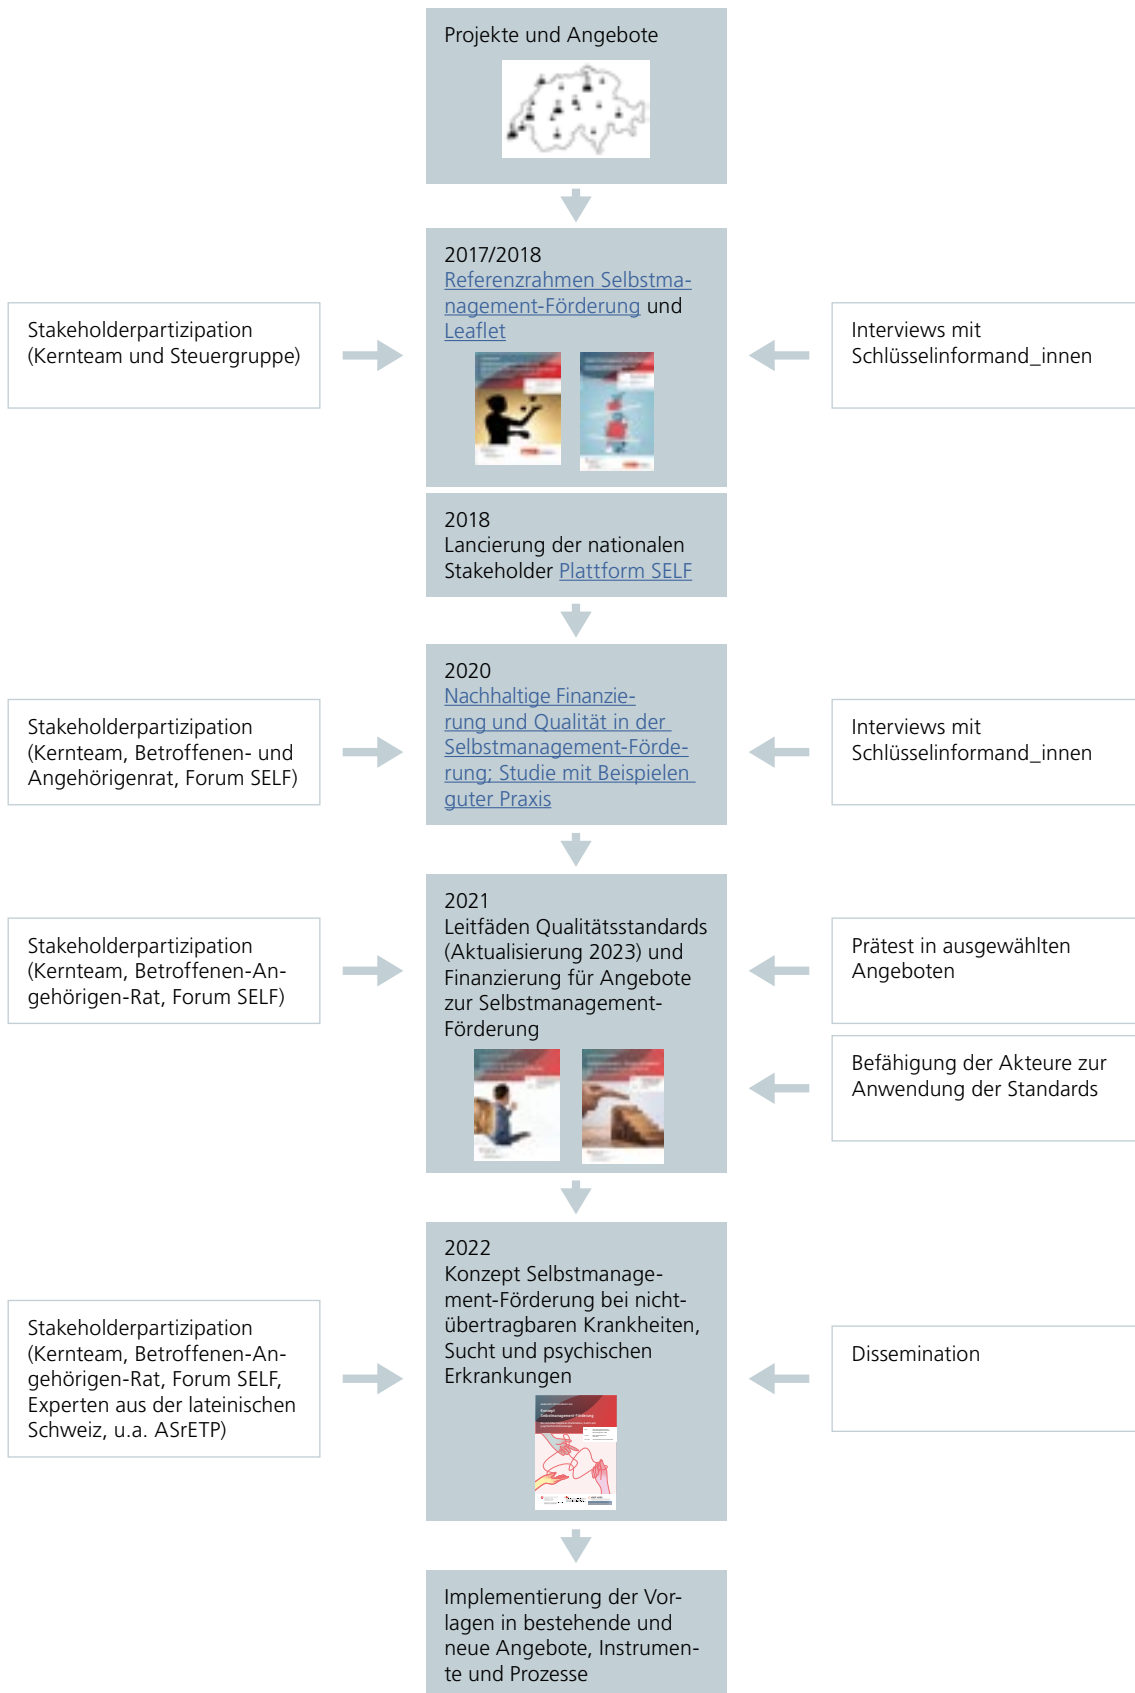 Projekte und Angebote
2017/2018
Referenzrahmen Selbstma-
nagement-Förderung und
Leaflet
Stakeholderpartizipation
(Kernteam und Steuergruppe)
Interviews mit
Schlüsselinformand_innen
2018
Lancierung der nationalen
Stakeholder Plattform SELF
2020
Nachhaltige Finanzie-
rung und Qualität in der
Selbstmanagement-Förde-
rung; Studie mit Beispielen
guter Praxis
Stakeholderpartizipation
(Kernteam, Betroffenen- und
Angehörigenrat, Forum SELF)
Interviews mit
Schlüsselinformand_innen
2021
Leitfäden Qualitätsstandards
(Aktualisierung 2023) und
Finanzierung für Angebote
zur Selbstmanagement-
Förderung
Stakeholderpartizipation
(Kernteam, Betroffenen-An-
gehörigen-Rat, Forum SELF)
Prätest in ausgewählten
Angeboten
Befähigung der Akteure zur
Anwendung der Standards
2022
Konzept Selbstmanage-
ment-Förderung bei nicht-
übertragbaren Krankheiten,
Sucht und psychischen
Erkrankungen
Konzept
Selbstmanagement-Förderung
Stakeholderpartizipation
(Kernteam, Betroffenen-An-
gehörigen-Rat, Forum SELF,
Experten aus der lateinischen
Schweiz, u.a. ASrETP)
Dissemination
Implementierung der Vor-
lagen in bestehende und
neue Angebote, Instrumen-
te und Prozesse